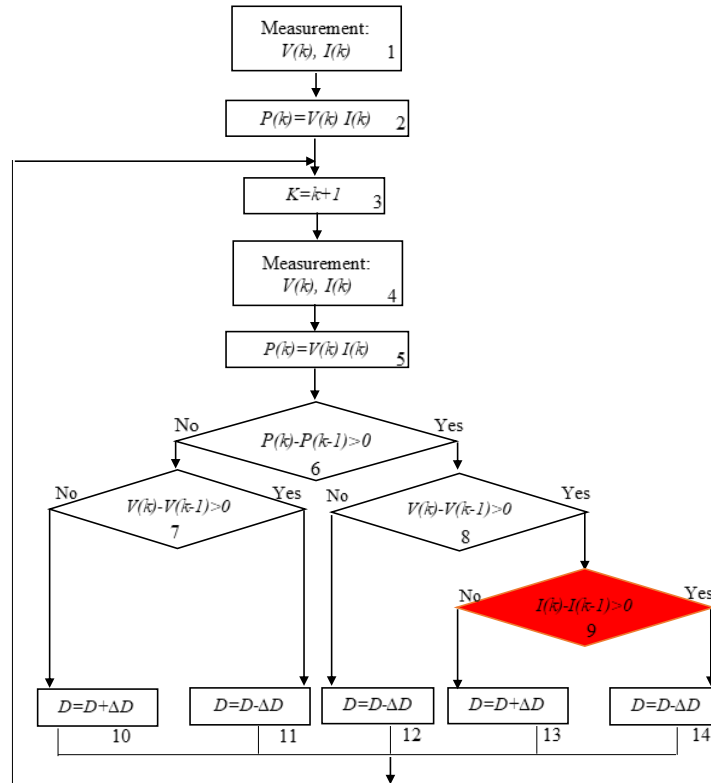 Measurement:
V(k), I(k)
1
P(k)=V(k) I(k)
2
K=k+1
3
Measurement:
V(k), I(k)
4
P(k)=V(k) I(k)
5
No
Yes
P(k)-P(k-1)>0
6
No
Yes
V(k)-V(k-1)>0
7
No
Yes
V(k)-V(k-1)>0
8
No
Yes
I(k)-I(k-1)>0
9
D=D+ΔD
10
D=D-ΔD
11
D=D-ΔD
12
D=D+ΔD
13
D=D-ΔD
14